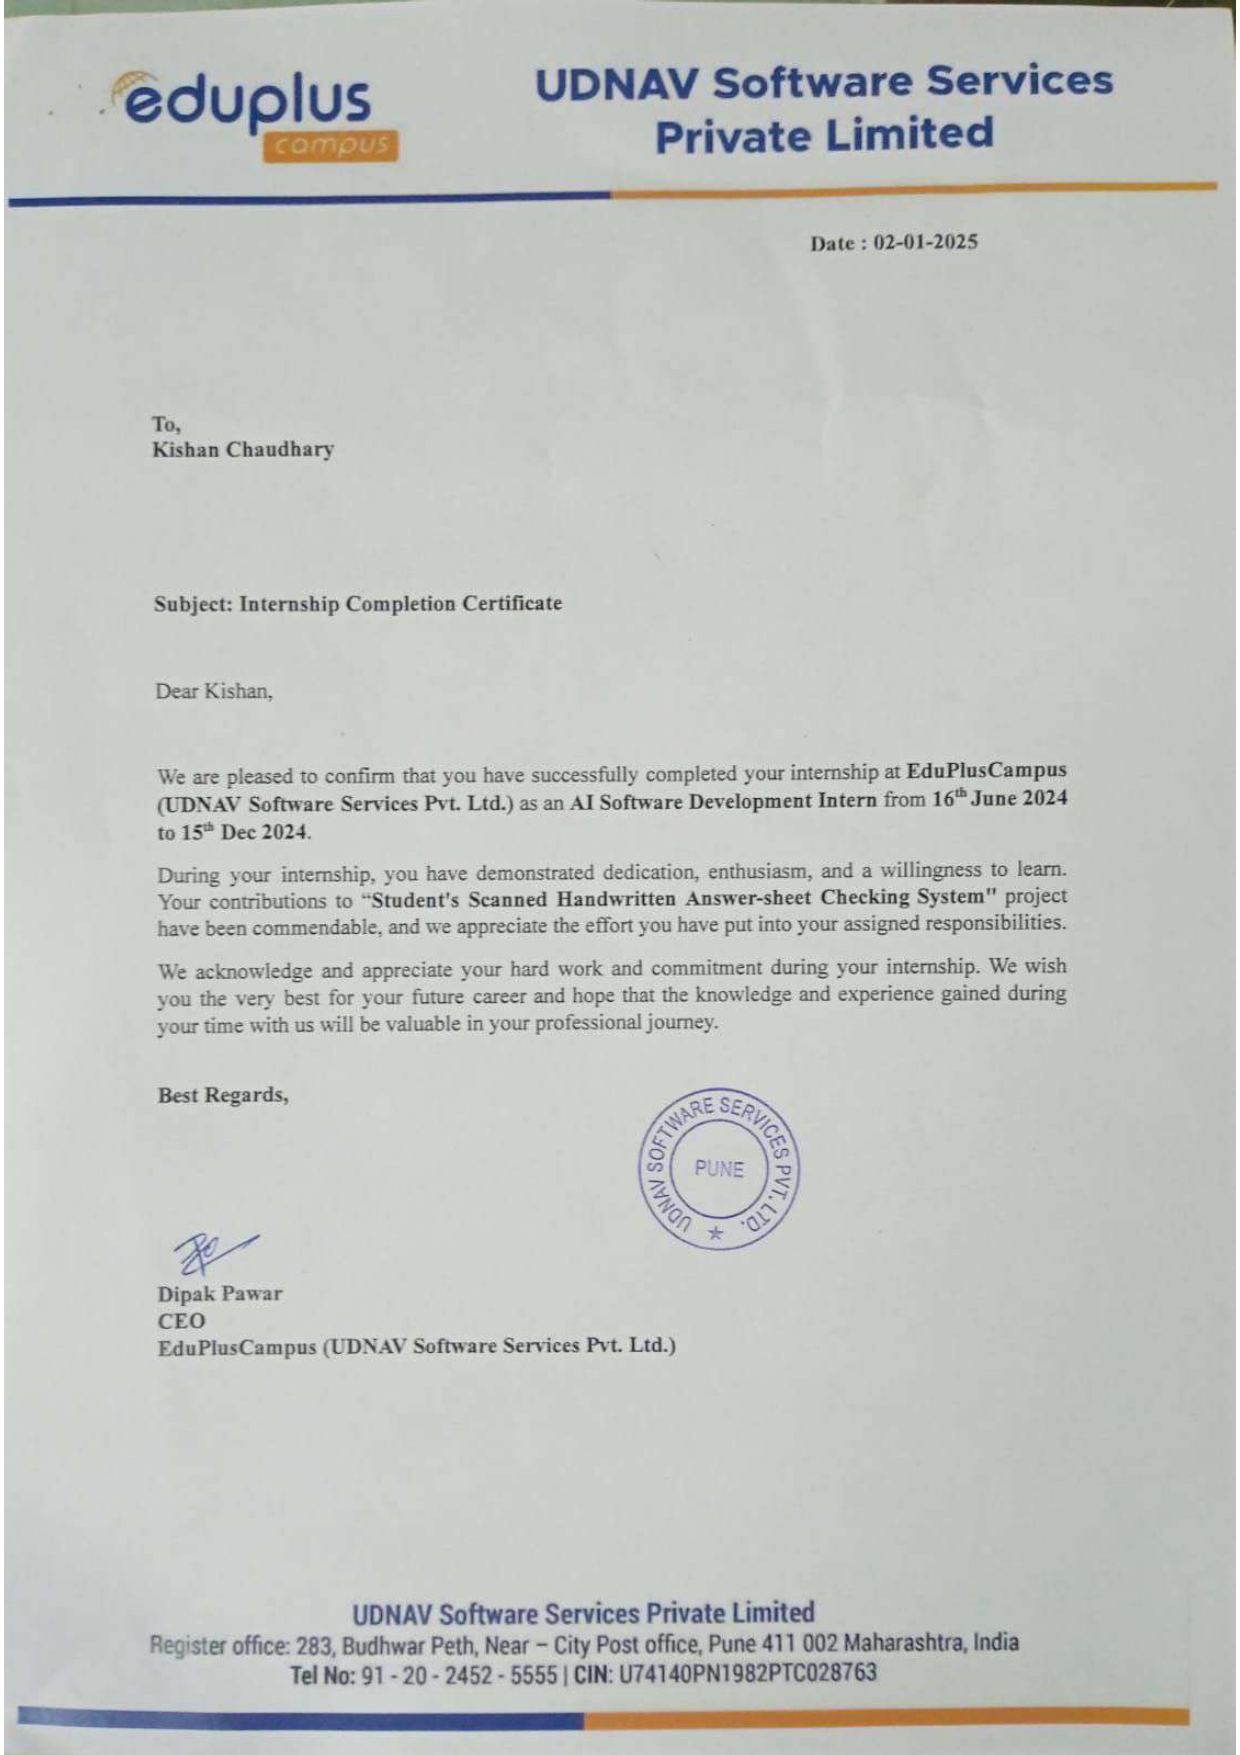 eduplus
campus
UDNAV Software Services
Private Limited
Date : 02-01-2025
To,
Kishan Chaudhary
Subject: Internship Completion Certificate
Dear Kishan,
We are pleased to confirm that you have successfully completed your internship at EduPlusCampus
(UDNAV Software Services Pvt. Ltd.) as an AI Software Development Intern from 16th June 2024
to 15th Dec 2024.
During your internship, you have demonstrated dedication, enthusiasm, and a willingness to learn.
Your contributions to “Student's Scanned Handwritten Answer-sheet Checking System" project
have been commendable, and we appreciate the effort you have put into your assigned responsibilities.
We acknowledge and appreciate your hard work and commitment during your internship. We wish
you the very best for your future career and hope that the knowledge and experience gained during
your time with us will be valuable in your professional journey.
Best Regards,
UDNAV SOFTWARE SERVICES PVT. LTD.
PUNE
Dipak Pawar
CEO
EduPlusCampus (UDNAV Software Services Pvt. Ltd.)
UDNAV Software Services Private Limited
Register office: 283, Budhwar Peth, Near – City Post office, Pune 411 002 Maharashtra, India
Tel No: 91 - 20 - 2452 - 5555 | CIN: U74140PN1982PTC028763